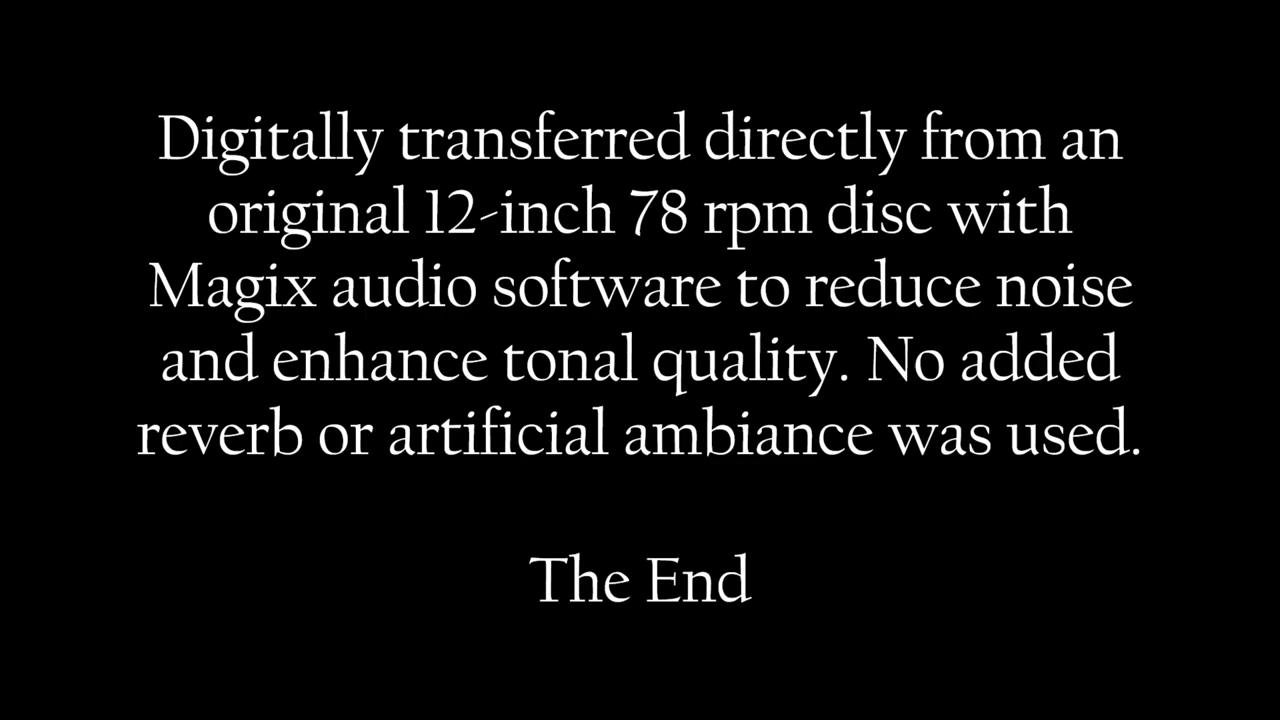 Digitally transferred directly from an
original 12-inch 78 rpm disc with
Magix audio software to reduce noise
and enhance tonal quality. No added
reverb or artificial ambiance was used.
The End